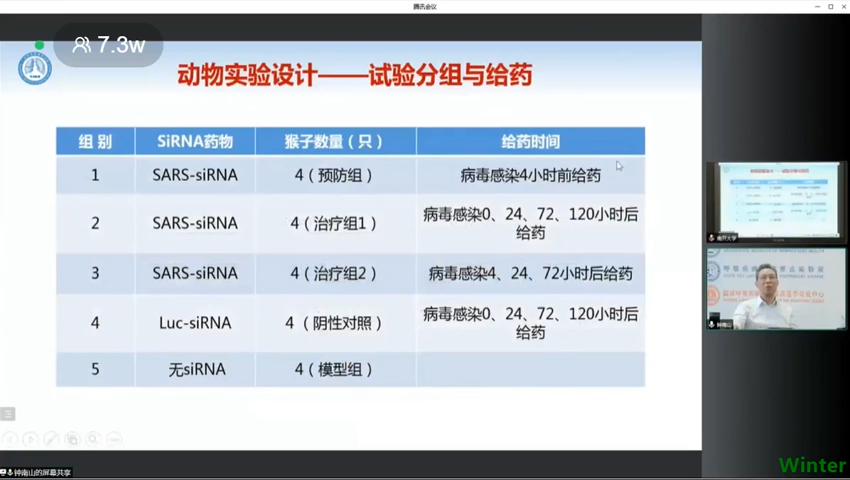 腾讯会议
7.3w
动物实验设计——试验分组与给药
组 别 SiRNA药物 猴子数量（只） 给药时间
1 SARS-siRNA 4（预防组） 病毒感染4小时前给药
2 SARS-siRNA 4（治疗组1） 病毒感染0、24、72、120小时后
给药
3 SARS-siRNA 4（治疗组2） 病毒感染4、24、72小时后给药
4 Luc-siRNA 4（阴性对照） 病毒感染0、24、72、120小时后
给药
5 无siRNA 4（模型组）
南开大学
钟南山
钟南山的屏幕共享
Winter